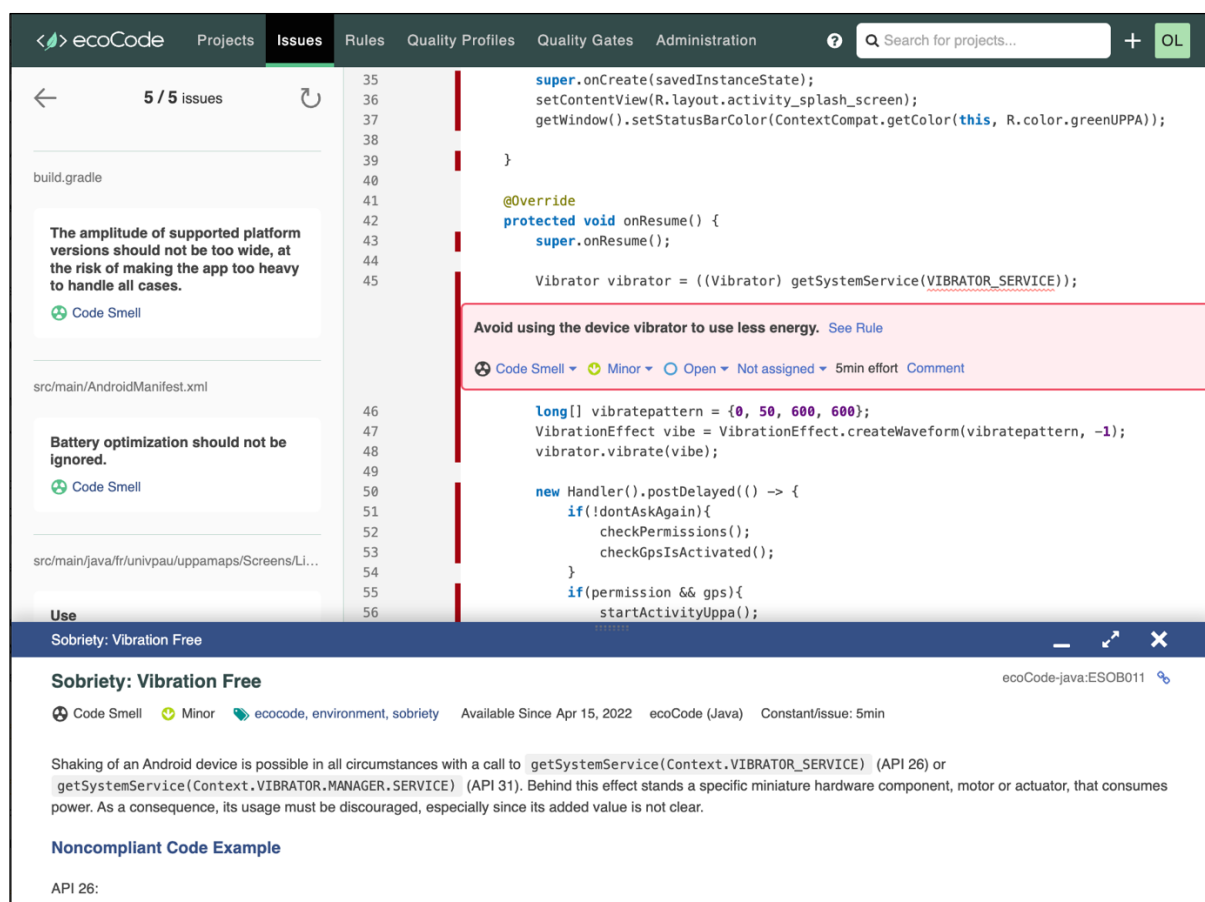 ecoCode Projects Issues Rules Quality Profiles Quality Gates Administration ? Search for projects... + OL
5 / 5 issues
build.gradle
The amplitude of supported platform
versions should not be too wide, at
the risk of making the app too heavy
to handle all cases.
Code Smell
src/main/AndroidManifest.xml
Battery optimization should not be
ignored.
Code Smell
src/main/java/fr/univpau/uppamaps/Screens/Li...
Use
35 super.onCreate(savedInstanceState);
36 setContentView(R.layout.activity_splash_screen);
37 getWindow().setStatusBarColor(ContextCompat.getColor(this, R.color.greenUPPA));
38
39 }
40
41 @Override
42 protected void onResume() {
43 super.onResume();
44
45 Vibrator vibrator = ((Vibrator) getSystemService(VIBRATOR_SERVICE));
Avoid using the device vibrator to use less energy. See Rule
Code Smell Minor Open Not assigned 5min effort Comment
46 long[] vibratepattern = {0, 50, 600, 600};
47 VibrationEffect vibe = VibrationEffect.createWaveform(vibratepattern, -1);
48 vibrator.vibrate(vibe);
49
50 new Handler().postDelayed(() -> {
51 if(!dontAskAgain){
52 checkPermissions();
53 checkGpsIsActivated();
54 }
55 if(permission && gps){
56 startActivityUppa();
Sobriety: Vibration Free
Sobriety: Vibration Free ecoCode-java:ESOB011
Code Smell Minor ecocode, environment, sobriety Available Since Apr 15, 2022 ecoCode (Java) Constant/issue: 5min
Shaking of an Android device is possible in all circumstances with a call to getSystemService(Context.VIBRATOR_SERVICE) (API 26) or
getSystemService(Context.VIBRATOR.MANAGER.SERVICE) (API 31). Behind this effect stands a specific miniature hardware component, motor or actuator, that consumes
power. As a consequence, its usage must be discouraged, especially since its added value is not clear.
Noncompliant Code Example
API 26: